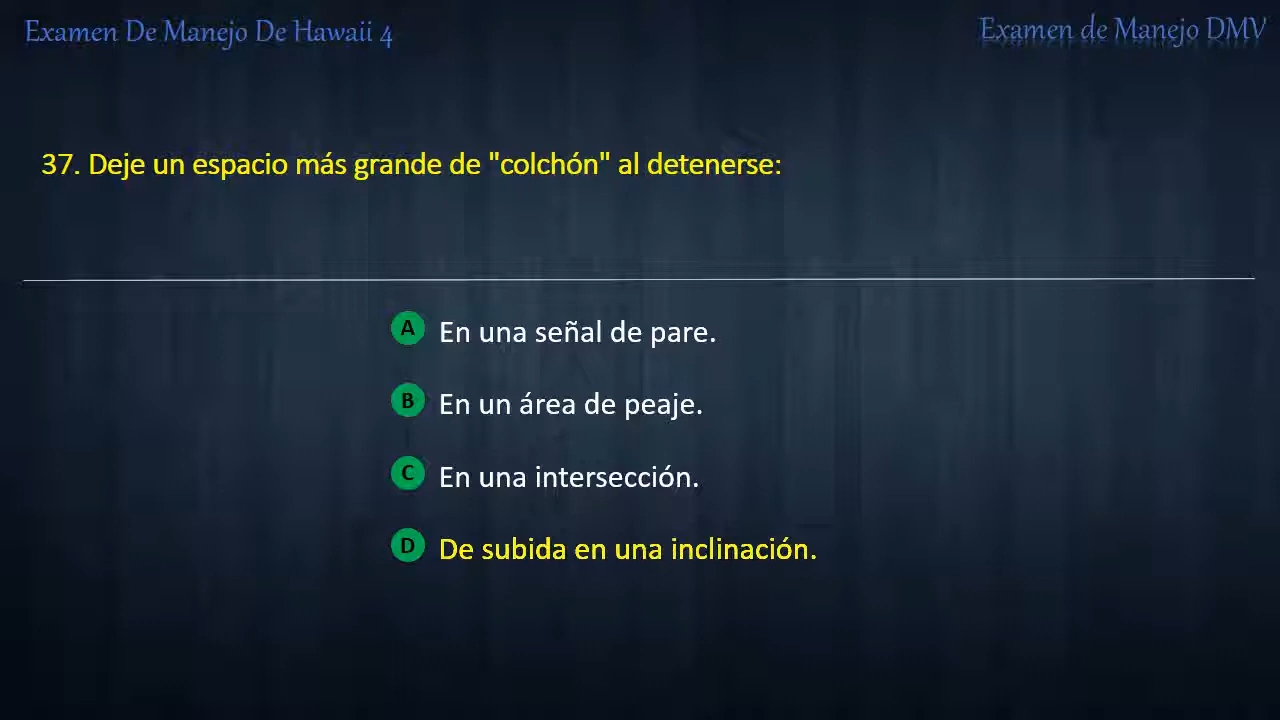 Examen De Manejo De Hawaii 4
Examen de Manejo DMV
37. Deje un espacio más grande de "colchón" al detenerse:
A En una señal de pare.
B En un área de peaje.
C En una intersección.
D De subida en una inclinación.